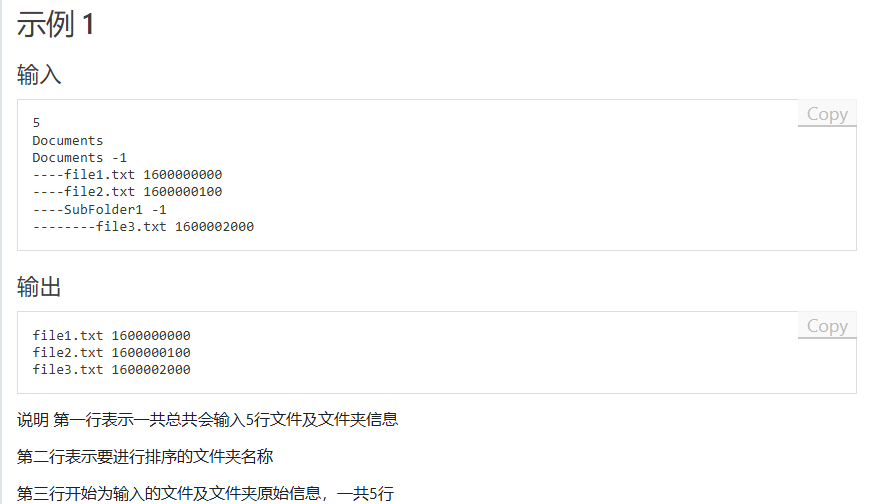 示例 1
输入
Copy
5
Documents
Documents -1
----file1.txt 1600000000
----file2.txt 1600000100
----SubFolder1 -1
--------file3.txt 1600002000
输出
Copy
file1.txt 1600000000
file2.txt 1600000100
file3.txt 1600002000
说明 第一行表示一共总共会输入5行文件及文件夹信息
第二行表示要进行排序的文件夹名称
第三行开始为输入的文件及文件夹原始信息，一共5行